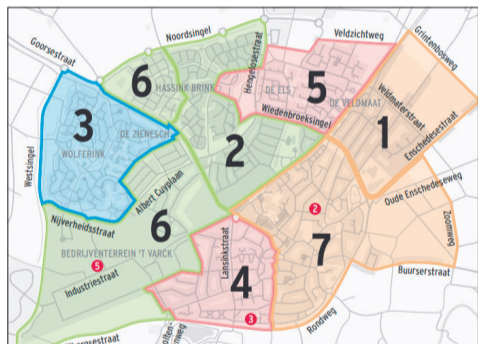 Goorsestraat
Noordsingel
Hengelosestraat
Veldzichtweg
Grintenbosweg
6
HASSINK BRINK
DE ELS
5
DE VELDMAAT
Veldmaterstraat
1
Enschedesestraat
3
DE ZIENESCH
WOLFERINK
Wiedenbroeksingel
2
Westsingel
Albert Cuyplaan
Oude Enschedeseweg
2
Nijverheidsstraat
6
BEDRIJVENTERREIN 'T VARCK
5
Industriestraat
Lansinkstraat
4
7
Zoomweg
Buurserstraat
3
Rondweg